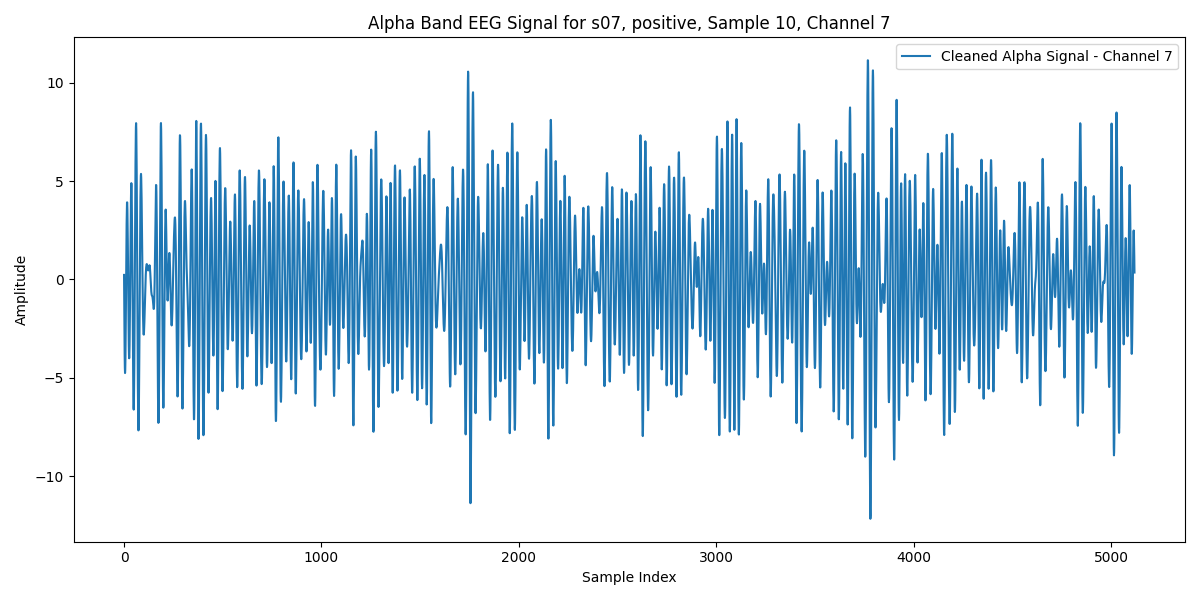 Alpha Band EEG Signal for s07, positive, Sample 10, Channel 7
Cleaned Alpha Signal - Channel 7
10
5
0
−5
−10
Amplitude
0 1000 2000 3000 4000 5000
Sample Index